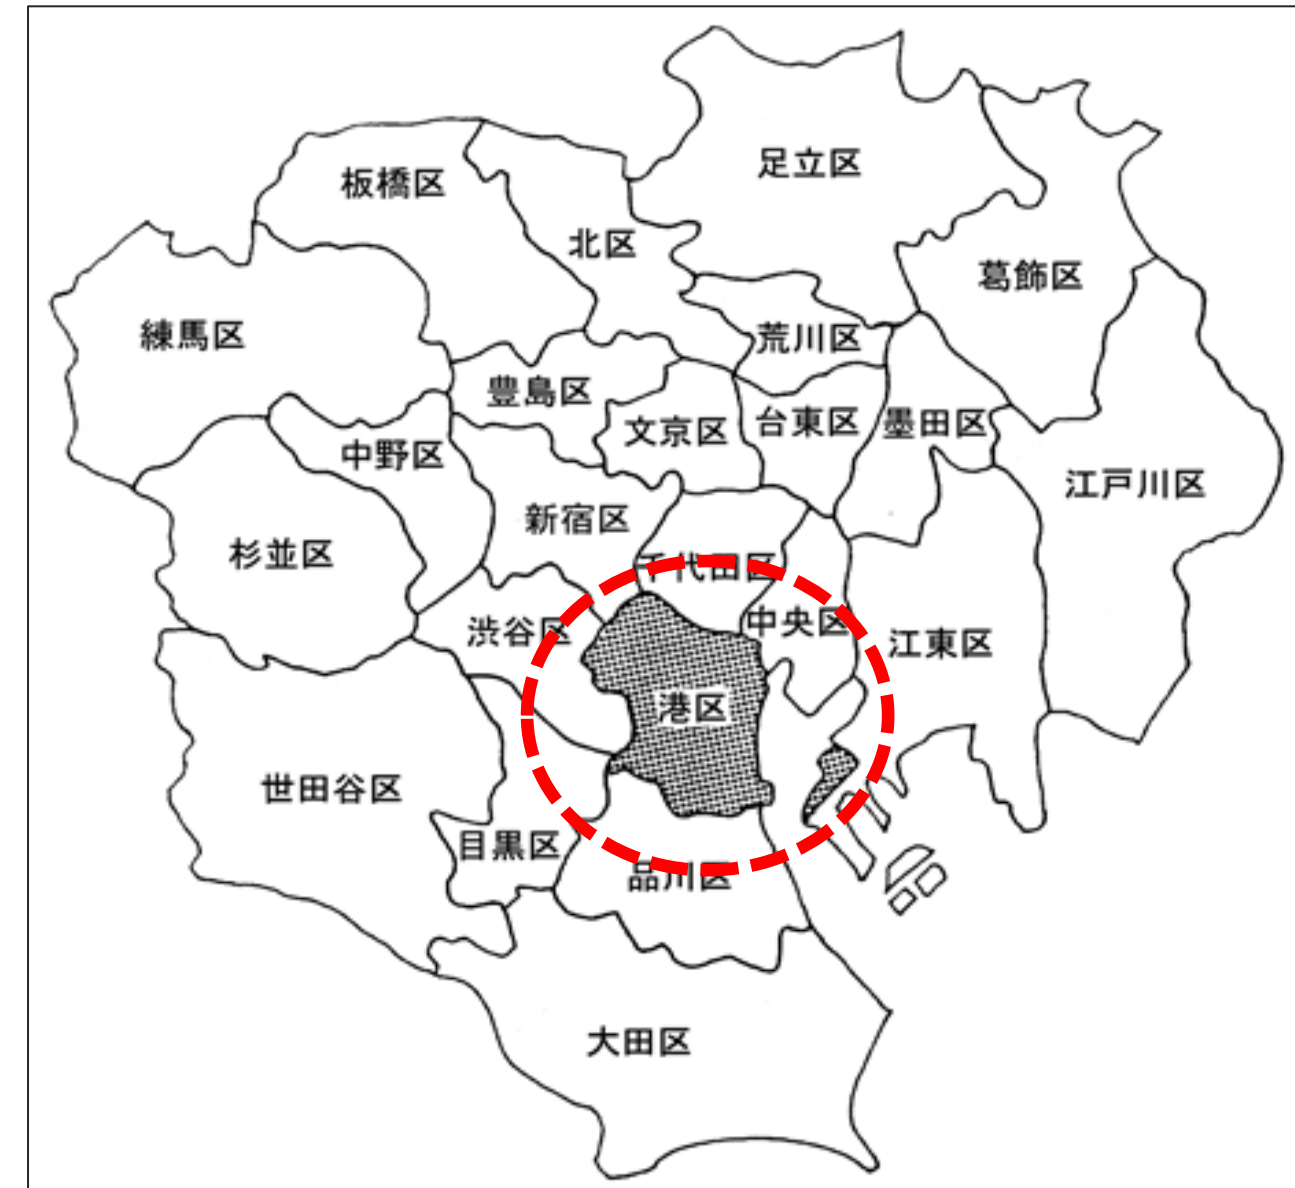 足立区
板橋区
北区
葛飾区
練馬区
荒川区
豊島区
文京区
台東区
墨田区
中野区
江戸川区
新宿区
杉並区
千代田区
渋谷区
中央区
江東区
港区
世田谷区
目黒区
品川区
大田区